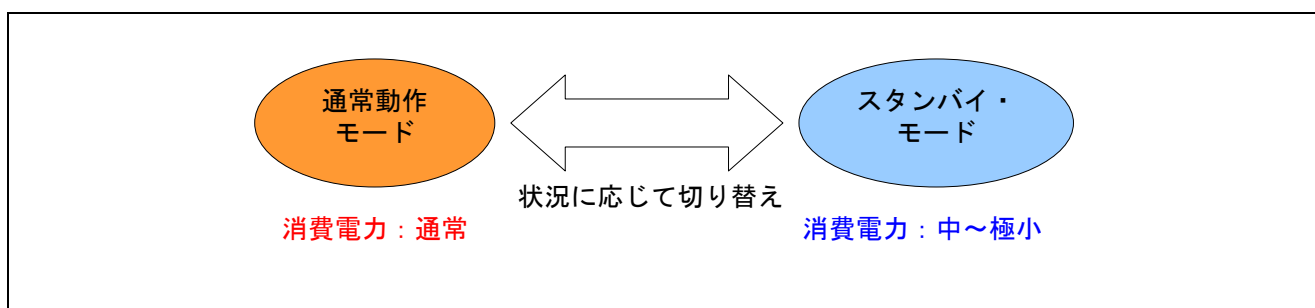 通常動作
モード
スタンバイ・
モード
状況に応じて切り替え
消費電力：通常
消費電力：中～極小